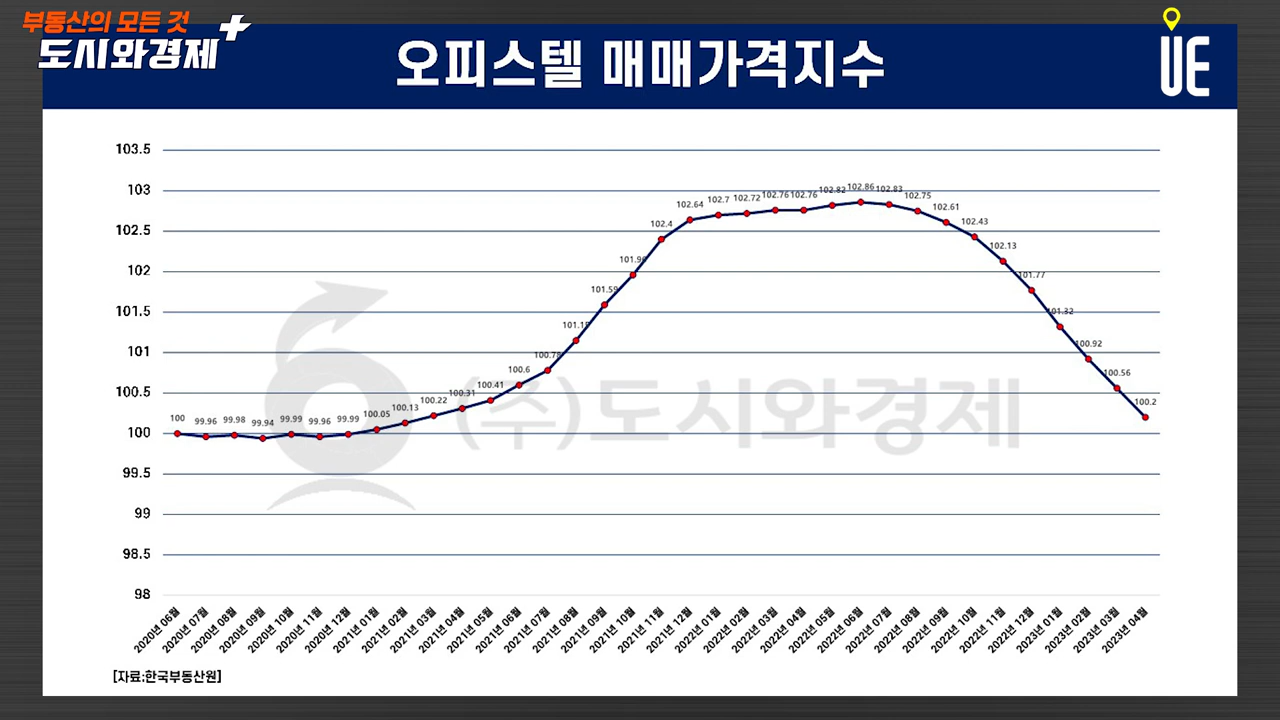 부동산의 모든 것
도시와경제
오피스텔 매매가격지수
UE
103.5
103
102.5
102
101.5
101
100.5
100
99.5
99
98.5
98
100
99.96
99.98
99.94
99.99
99.96
99.99
100.05
100.13
100.22
100.31
100.41
100.6
100.78
101.15
101.59
101.96
102.4
102.64
102.7
102.72
102.76
102.76
102.82
102.86
102.83
102.75
102.61
102.43
102.13
101.77
101.32
100.92
100.56
100.2
(주)도시와경제
2020년 06월
2020년 07월
2020년 08월
2020년 09월
2020년 10월
2020년 11월
2020년 12월
2021년 01월
2021년 02월
2021년 03월
2021년 04월
2021년 05월
2021년 06월
2021년 07월
2021년 08월
2021년 09월
2021년 10월
2021년 11월
2021년 12월
2022년 01월
2022년 02월
2022년 03월
2022년 04월
2022년 05월
2022년 06월
2022년 07월
2022년 08월
2022년 09월
2022년 10월
2022년 11월
2022년 12월
2023년 01월
2023년 02월
2023년 03월
2023년 04월
[자료:한국부동산원]